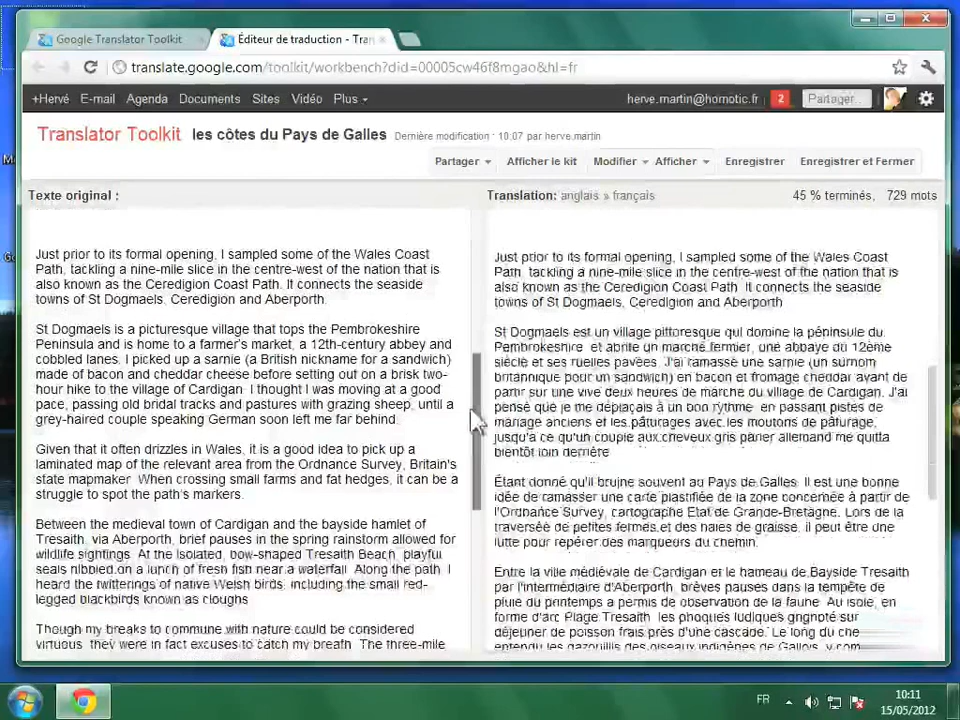 Google Translator Toolkit
Éditeur de traduction - Tran
translate.google.com/toolkit/workbench?did=00005cw46f8mgao&hl=fr
+Hervé E-mail Agenda Documents Sites Vidéo Plus
herve.martin@homotic.fr 2 Partager...
Translator Toolkit les côtes du Pays de Galles Dernière modification : 10:07 par herve.martin
Partager Afficher le kit Modifier Afficher Enregistrer Enregistrer et Fermer
Texte original :
Just prior to its formal opening, I sampled some of the Wales Coast
Path, tackling a nine-mile slice in the centre-west of the nation that is
also known as the Ceredigion Coast Path. It connects the seaside
towns of St Dogmaels, Ceredigion and Aberporth.
St Dogmaels is a picturesque village that tops the Pembrokeshire
Peninsula and is home to a farmer's market, a 12th-century abbey and
cobbled lanes. I picked up a sarnie (a British nickname for a sandwich)
made of bacon and cheddar cheese before setting out on a brisk two-
hour hike to the village of Cardigan. I thought I was moving at a good
pace, passing old bridal tracks and pastures with grazing sheep, until a
grey-haired couple speaking German soon left me far behind.
Given that it often drizzles in Wales, it is a good idea to pick up a
laminated map of the relevant area from the Ordnance Survey, Britain's
state mapmaker. When crossing small farms and fat hedges, it can be a
struggle to spot the path's markers.
Between the medieval town of Cardigan and the bayside hamlet of
Tresaith, via Aberporth, brief pauses in the spring rainstorm allowed for
wildlife sightings. At the isolated, bow-shaped Tresaith Beach, playful
seals nibbled on a lunch of fresh fish near a waterfall. Along the path, I
heard the twitterings of native Welsh birds, including the small red-
legged blackbirds known as cloughs.
Though my breaks to commune with nature could be considered
virtuous, they were in fact excuses to catch my breath. The three-mile
Translation: anglais » français
45 % terminés, 729 mots
Just prior to its formal opening, I sampled some of the Wales Coast
Path, tackling a nine-mile slice in the centre-west of the nation that is
also known as the Ceredigion Coast Path. It connects the seaside
towns of St Dogmaels, Ceredigion and Aberporth
St Dogmaels est un village pittoresque qui domine la péninsule du
Pembrokeshire et abrite un marché fermier, une abbaye du 12ème
siècle et ses ruelles pavées. J'ai ramassé une sarnie (un surnom
britannique pour un sandwich) en bacon et fromage cheddar avant de
partir sur une vive deux heures de marche du village de Cardigan. J'ai
pensé que je me déplaçais à un bon rythme, en passant pistes de
mariage anciens et les pâturages avec les moutons de pâturage,
jusqu'à ce qu'un couple aux cheveux gris parler allemand me quitta
bientôt loin derrière
Étant donné qu'il bruine souvent au Pays de Galles. Il est une bonne
idée de ramasser une carte plastifiée de la zone concernée à partir de
l'Ordnance Survey, cartographe Etat de Grande-Bretagne. Lors de la
traversée de petites fermes et des haies de graisse, il peut être une
lutte pour repérer des marqueurs du chemin.
Entre la ville médiévale de Cardigan et le hameau de Bayside Tresaith
par l'intermédiaire d'Aberporth, brèves pauses dans la tempête de
pluie du printemps a permis de observation de la faune. Au isolé, en
forme d'arc Plage Tresaith les phoques ludiques grignoté sur
déjeuner de poisson frais près d'une cascade. Le long du che
entendu les gazouillis des oiseaux indigènes de Gallois, y com
FR
10:11
15/05/2012